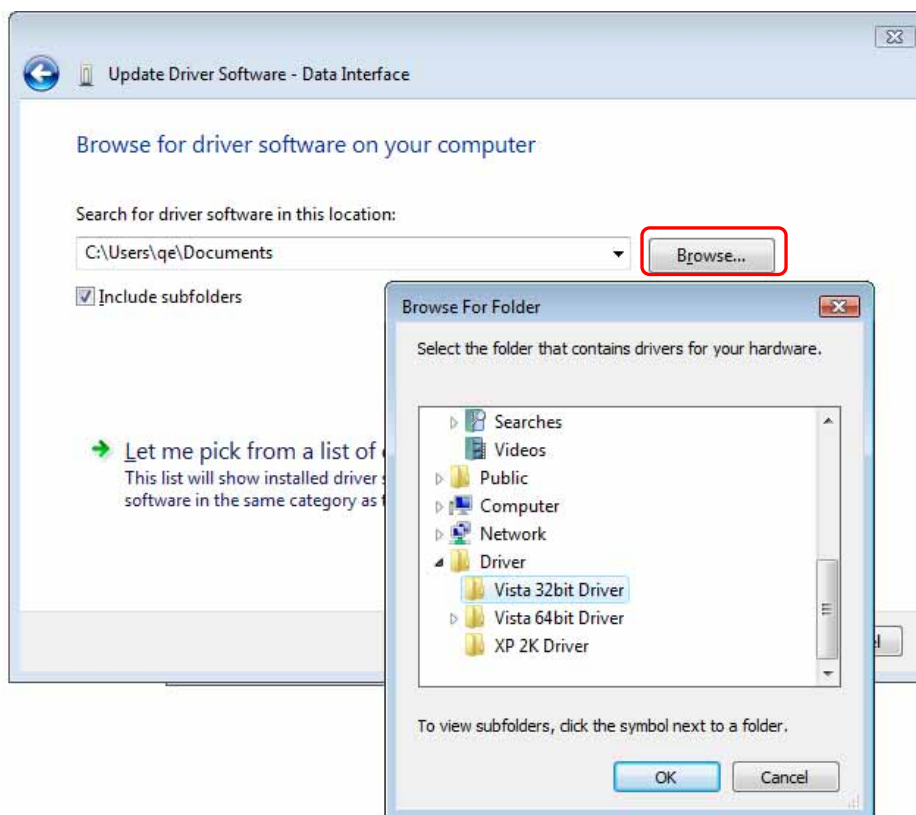 Update Driver Software - Data Interface
Browse for driver software on your computer
Search for driver software in this location:
C:\Users\qe\Documents
Browse...
Include subfolders
Browse For Folder
Select the folder that contains drivers for your hardware.
Searches
Videos
Public
Computer
Network
Driver
Vista 32bit Driver
Vista 64bit Driver
XP 2K Driver
To view subfolders, click the symbol next to a folder.
OK
Cancel
Let me pick from a list of
This list will show installed driver
software in the same category as